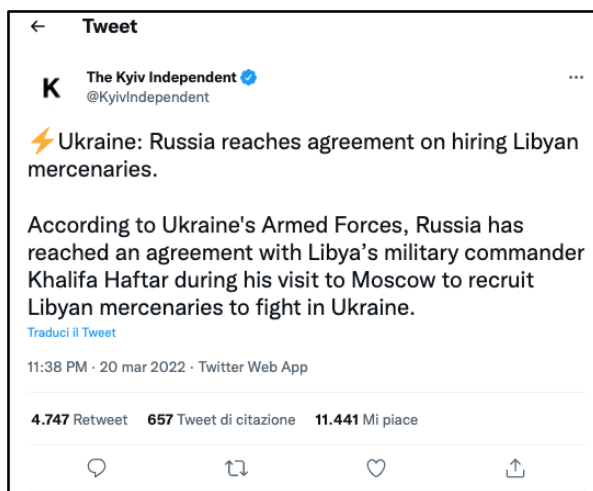 Tweet
K
The Kyiv Independent
@KyivIndependent
⚡Ukraine: Russia reaches agreement on hiring Libyan
mercenaries.
According to Ukraine's Armed Forces, Russia has
reached an agreement with Libya’s military commander
Khalifa Haftar during his visit to Moscow to recruit
Libyan mercenaries to fight in Ukraine.
Traduci il Tweet
11:38 PM · 20 mar 2022 · Twitter Web App
4.747 Retweet 657 Tweet di citazione 11.441 Mi piace